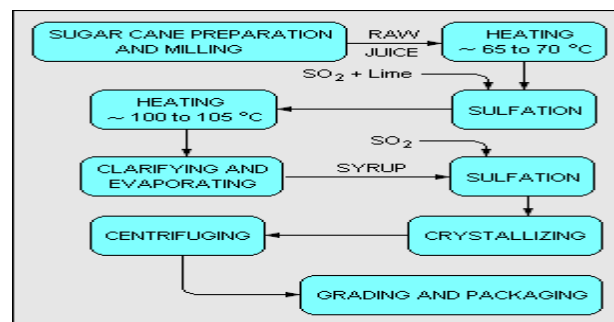 SUGAR CANE PREPARATION
AND MILLING
RAW
JUICE
HEATING
~ 65 to 70 °C
SO₂ + Lime
SULFATION
HEATING
~ 100 to 105 °C
SO₂
CLARIFYING AND
EVAPORATING
SYRUP
SULFATION
CENTRIFUGING
CRYSTALLIZING
GRADING AND PACKAGING